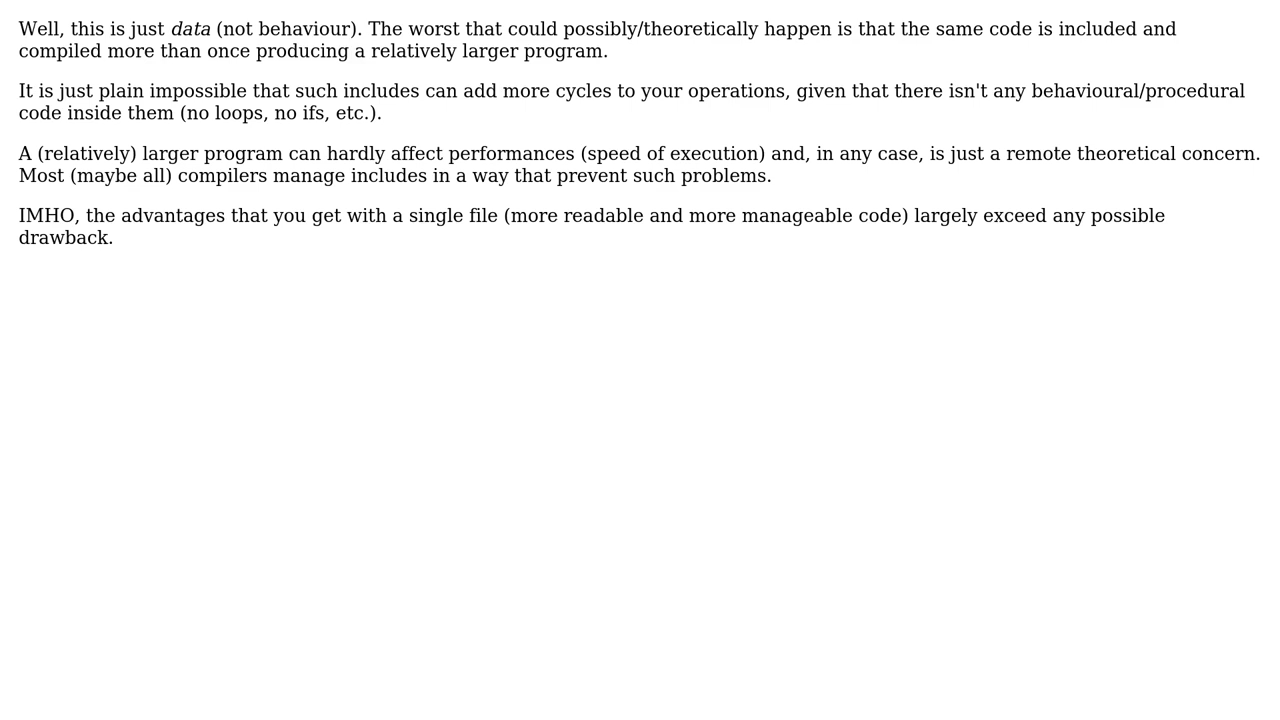 Well, this is just data (not behaviour). The worst that could possibly/theoretically happen is that the same code is included and
compiled more than once producing a relatively larger program.
It is just plain impossible that such includes can add more cycles to your operations, given that there isn't any behavioural/procedural
code inside them (no loops, no ifs, etc.).
A (relatively) larger program can hardly affect performances (speed of execution) and, in any case, is just a remote theoretical concern.
Most (maybe all) compilers manage includes in a way that prevent such problems.
IMHO, the advantages that you get with a single file (more readable and more manageable code) largely exceed any possible
drawback.